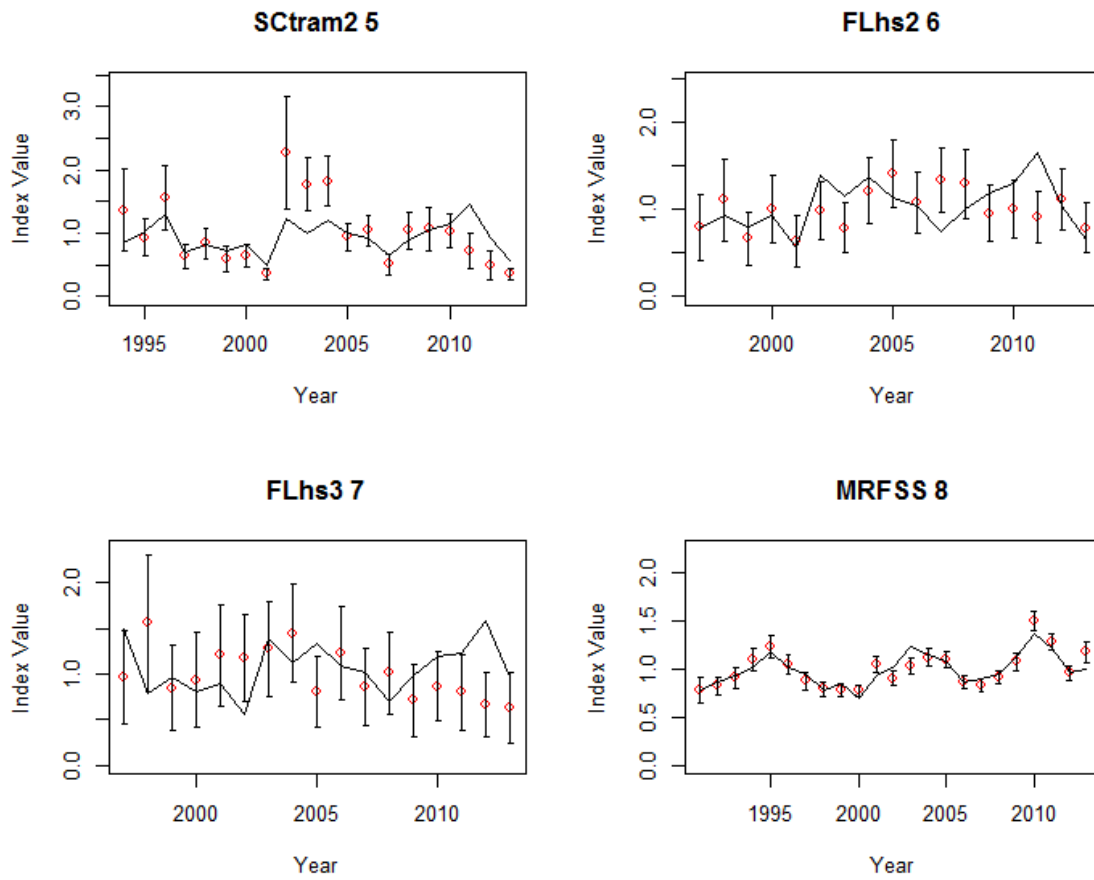 SCtram2 5
Index Value
0.0 1.0 2.0 3.0
1995 2000 2005 2010
Year
FLhs2 6
Index Value
0.0 1.0 2.0
2000 2005 2010
Year
FLhs3 7
Index Value
0.0 1.0 2.0
2000 2005 2010
Year
MRFSS 8
Index Value
0.0 0.5 1.0 1.5 2.0
1995 2000 2005 2010
Year